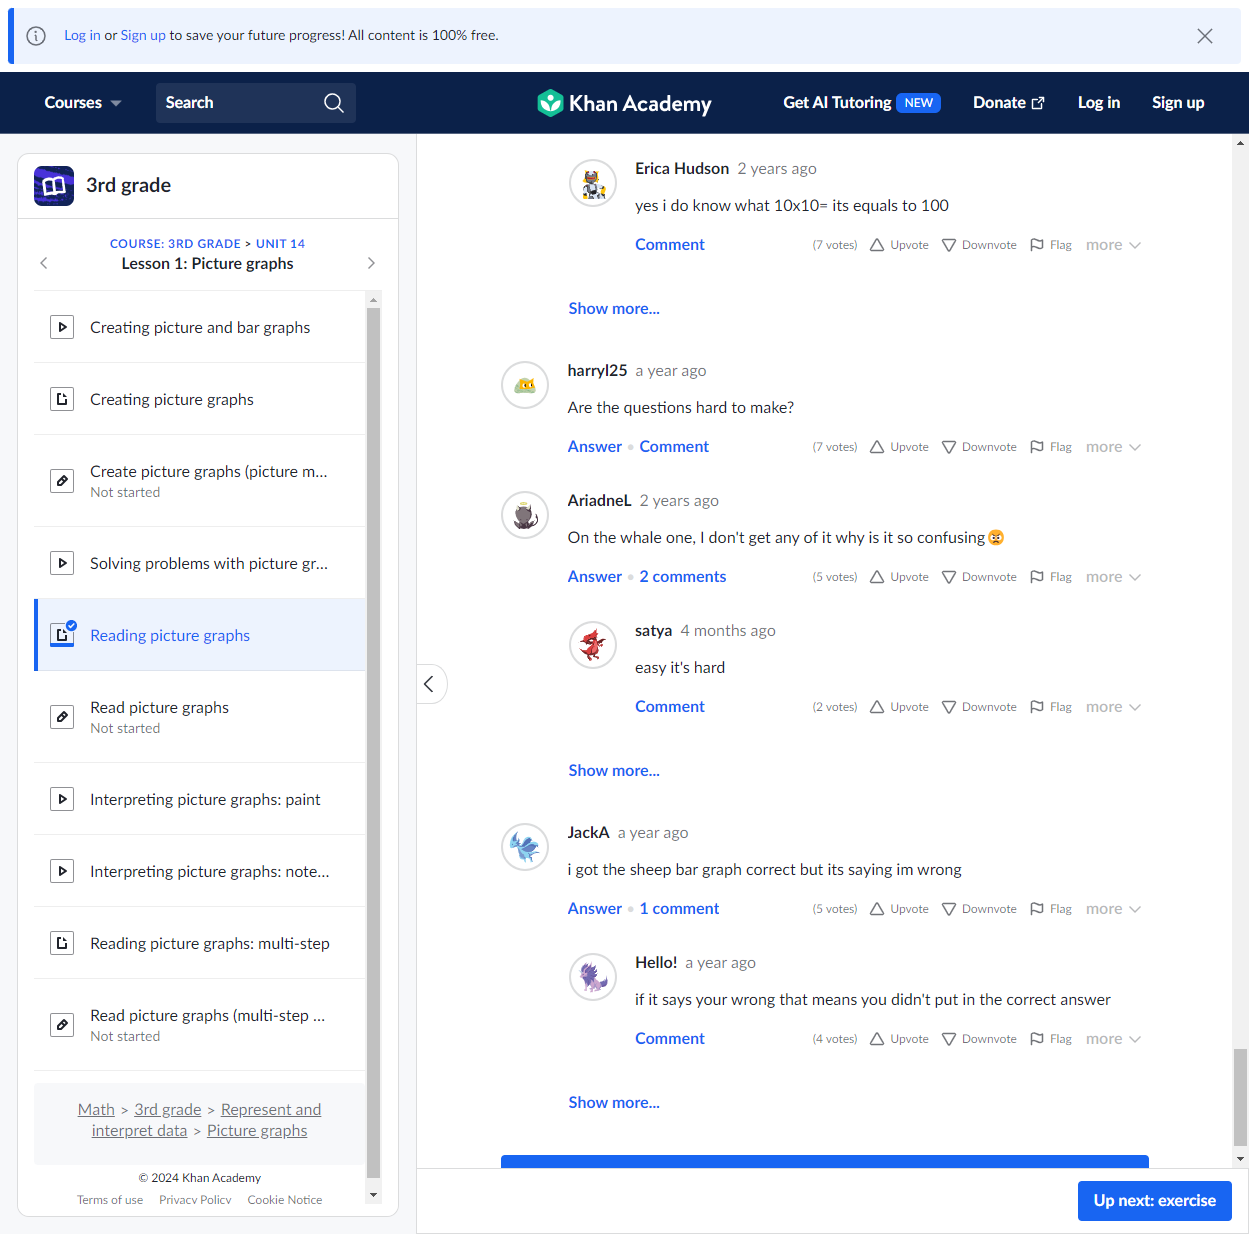 Log in or Sign up to save your future progress! All content is 100% free.
Courses
Search
Khan Academy
Get AI Tutoring NEW
Donate
Log in
Sign up
3rd grade
COURSE: 3RD GRADE > UNIT 14
Lesson 1: Picture graphs
Creating picture and bar graphs
Creating picture graphs
Create picture graphs (picture m...
Not started
Solving problems with picture gr...
Reading picture graphs
Read picture graphs
Not started
Interpreting picture graphs: paint
Interpreting picture graphs: note...
Reading picture graphs: multi-step
Read picture graphs (multi-step ...
Not started
Math > 3rd grade > Represent and
interpret data > Picture graphs
© 2024 Khan Academy
Terms of use Privacy Policy Cookie Notice
Erica Hudson 2 years ago
yes i do know what 10x10= its equals to 100
Comment (7 votes) Upvote Downvote Flag more
Show more...
harryl25 a year ago
Are the questions hard to make?
Answer • Comment (7 votes) Upvote Downvote Flag more
AriadneL 2 years ago
On the whale one, I don't get any of it why is it so confusing😡
Answer • 2 comments (5 votes) Upvote Downvote Flag more
satya 4 months ago
easy it's hard
Comment (2 votes) Upvote Downvote Flag more
Show more...
JackA a year ago
i got the sheep bar graph correct but its saying im wrong
Answer • 1 comment (5 votes) Upvote Downvote Flag more
Hello! a year ago
if it says your wrong that means you didn't put in the correct answer
Comment (4 votes) Upvote Downvote Flag more
Show more...
Up next: exercise